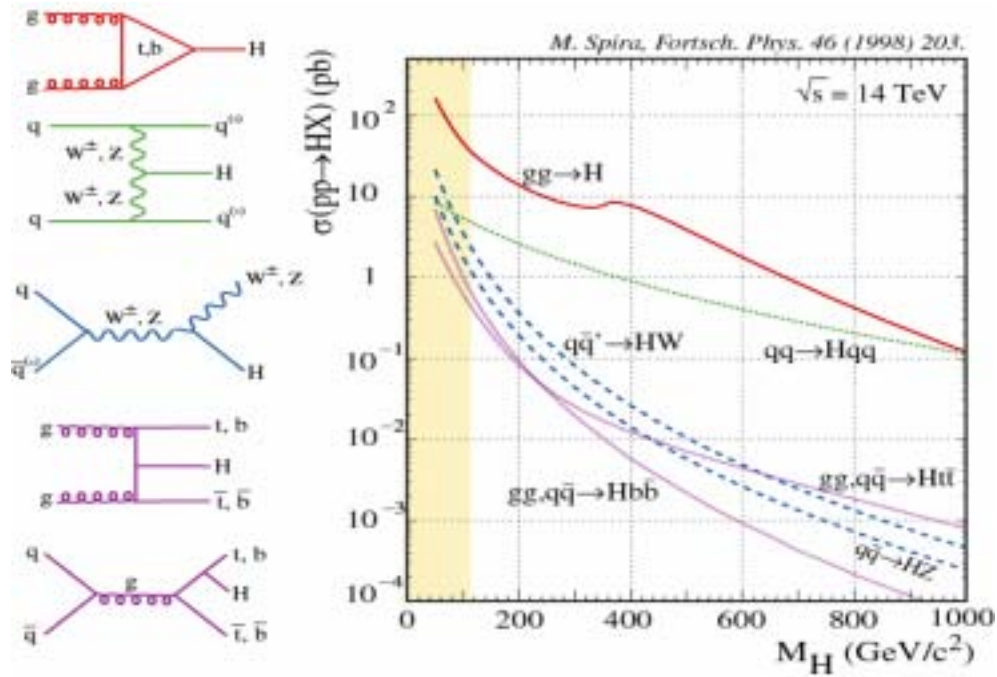 g
t,b
H
g
q
q⁽'⁾
W±, Z
H
W±, Z
q
q⁽'⁾
q
W±, Z
W±, Z
q̄⁽'⁾
H
g
t, b
H
g
t̄, b̄
q
t, b
g
H
q̄
t̄, b̄
M. Spira, Fortsch. Phys. 46 (1998) 203.
σ(pp→HX) (pb)
√s = 14 TeV
10²
10
1
10⁻¹
10⁻²
10⁻³
10⁻⁴
gg→H
qq̄'→HW
qq→Hqq
gg,qq̄→Htt̄
gg,qq̄→Hbb̄
qq̄→HZ
0 200 400 600 800 1000
M_H (GeV/c²)